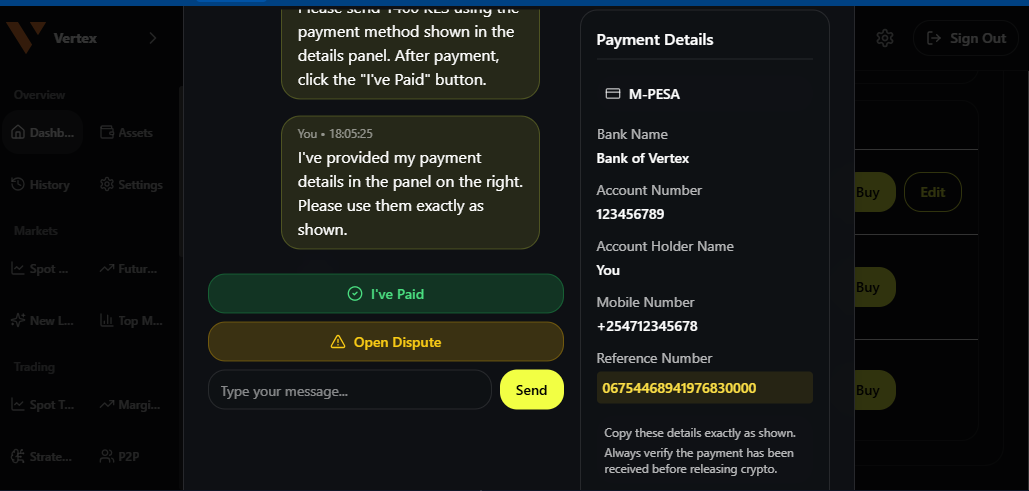 Please send 1400 KES using the
payment method shown in the
details panel. After payment,
click the "I've Paid" button.
You • 18:05:25
I've provided my payment
details in the panel on the right.
Please use them exactly as
shown.
I've Paid
Open Dispute
Type your message...
Send
Payment Details
M-PESA
Bank Name
Bank of Vertex
Account Number
123456789
Account Holder Name
You
Mobile Number
+254712345678
Reference Number
06754468941976830000
Copy these details exactly as shown.
Always verify the payment has been
received before releasing crypto.
Vertex
Overview
Dashb...
Assets
History
Settings
Markets
Spot ...
Futur...
New L...
Top M...
Trading
Spot T...
Margi...
Strate...
P2P
Sign Out
Buy
Edit
Buy
Buy